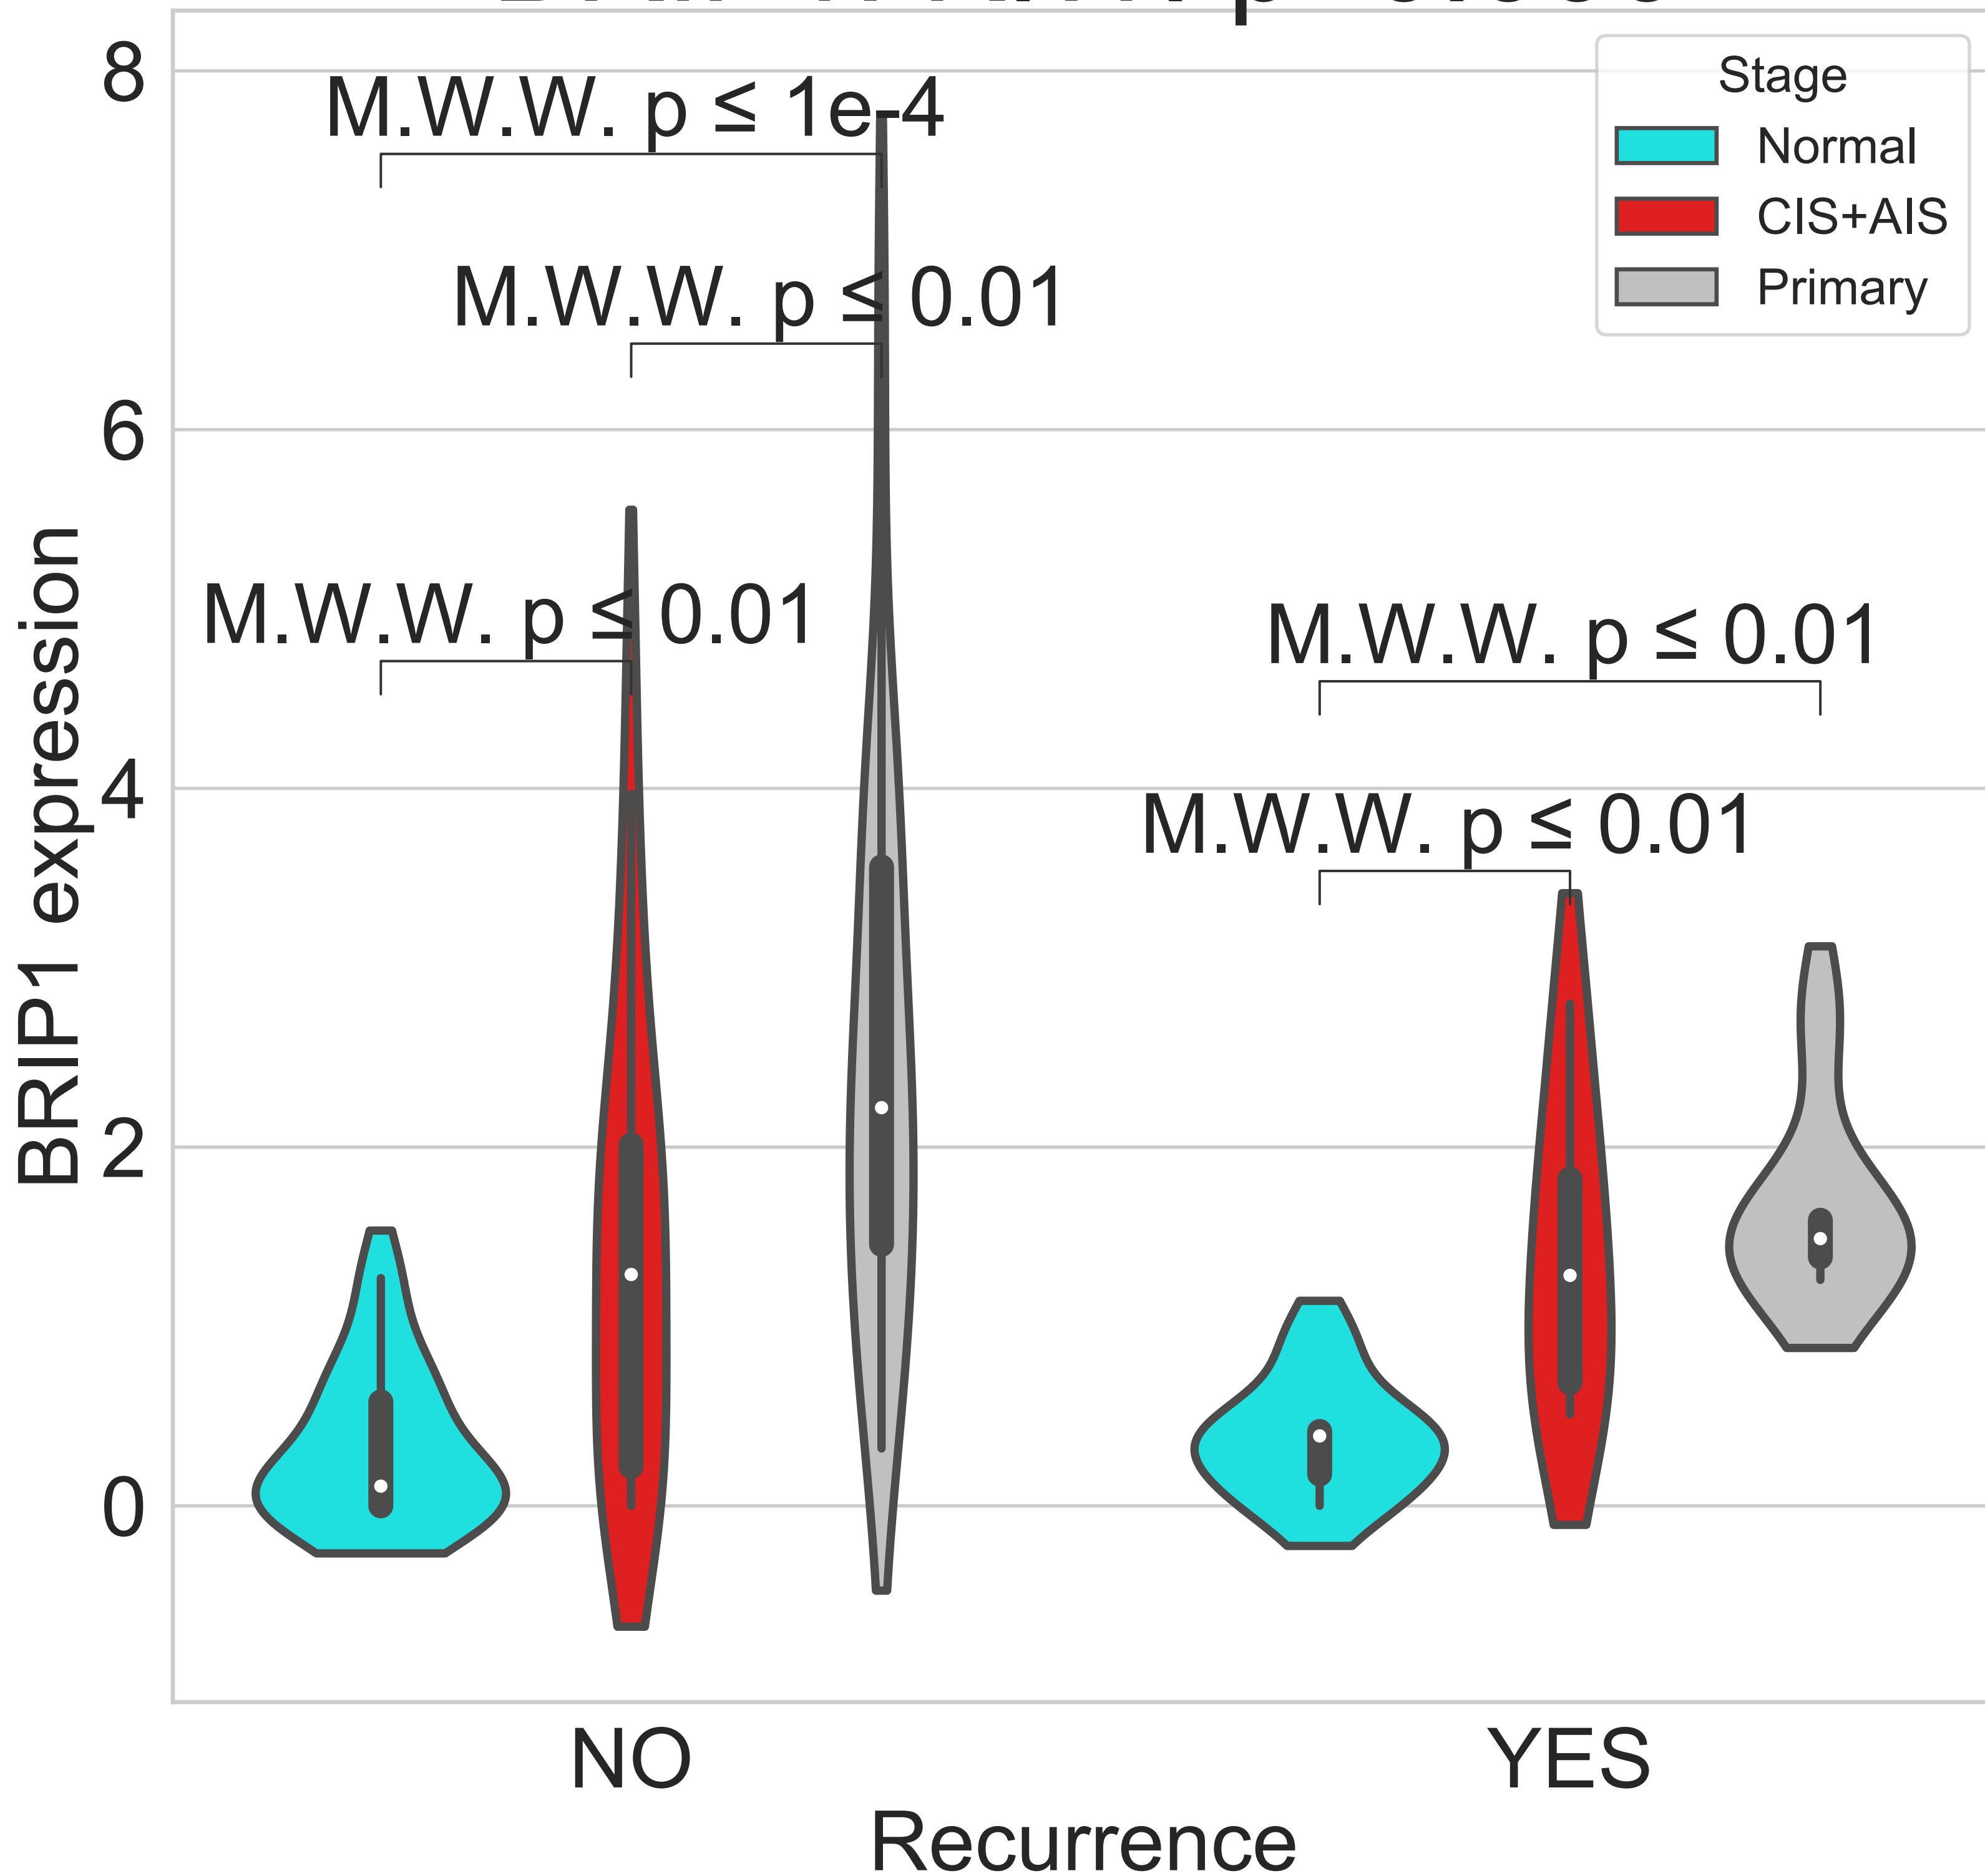 8
6
4
2
0
BRIP1 expression
M.W.W. p ≤ 1e-4
M.W.W. p ≤ 0.01
M.W.W. p ≤ 0.01
M.W.W. p ≤ 0.01
M.W.W. p ≤ 0.01
Stage
Normal
CIS+AIS
Primary
NO
YES
Recurrence